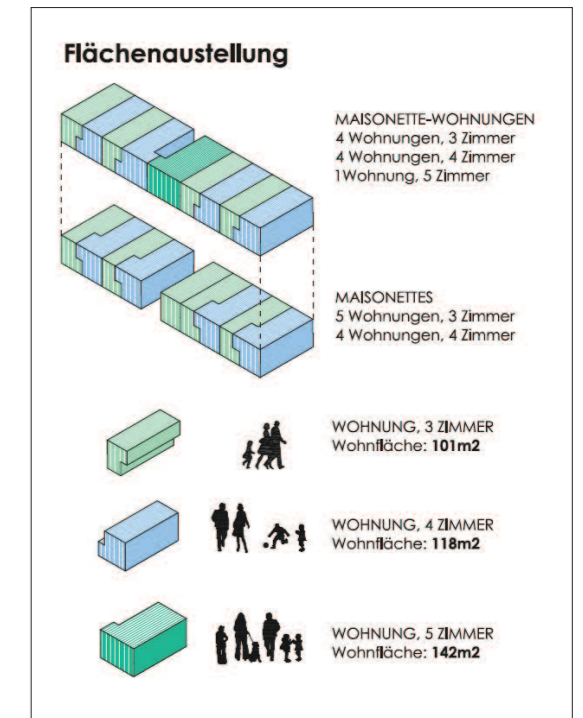 Flächenaustellung
MAISONETTE-WOHNUNGEN
4 Wohnungen, 3 Zimmer
4 Wohnungen, 4 Zimmer
1Wohnung, 5 Zimmer
MAISONETTES
5 Wohnungen, 3 Zimmer
4 Wohnungen, 4 Zimmer
WOHNUNG, 3 ZIMMER
Wohnfläche: 101m2
WOHNUNG, 4 ZIMMER
Wohnfläche: 118m2
WOHNUNG, 5 ZIMMER
Wohnfläche: 142m2